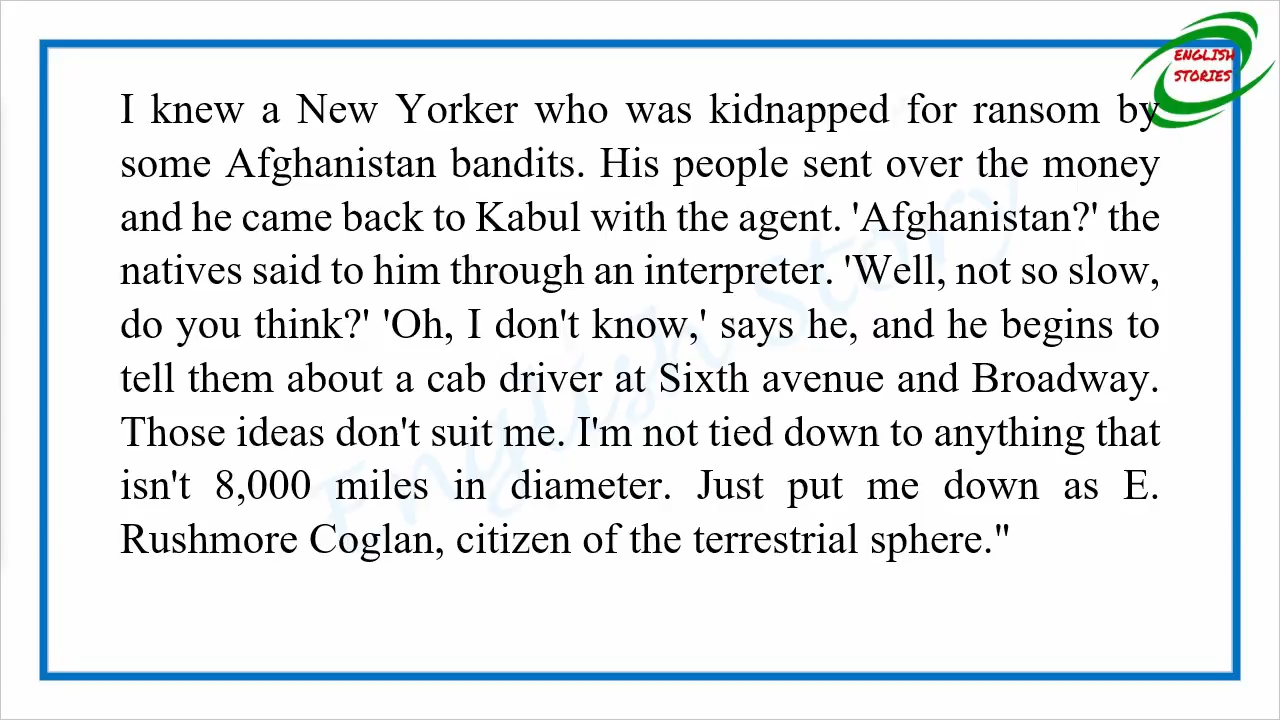 ENGLISH
STORIES
I knew a New Yorker who was kidnapped for ransom by
some Afghanistan bandits. His people sent over the money
and he came back to Kabul with the agent. 'Afghanistan?' the
natives said to him through an interpreter. 'Well, not so slow,
do you think?' 'Oh, I don't know,' says he, and he begins to
tell them about a cab driver at Sixth avenue and Broadway.
Those ideas don't suit me. I'm not tied down to anything that
isn't 8,000 miles in diameter. Just put me down as E.
Rushmore Coglan, citizen of the terrestrial sphere."
English Story